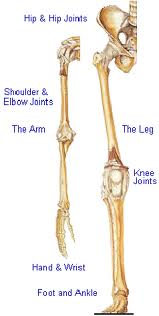 Hip & Hip Joints
Shoulder &
Elbow Joints
The Arm
The Leg
Knee
Joints
Hand & Wrist
Foot and Ankle